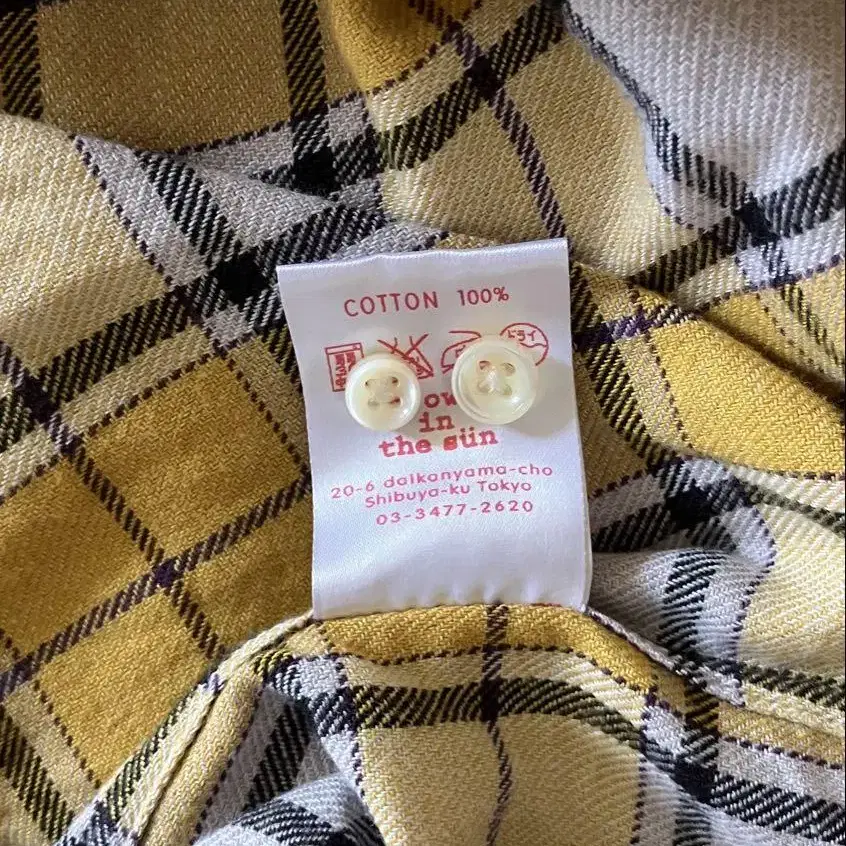 COTTON 100%
ドライ
in
the sün
20-6 daikanyama-cho
Shibuya-ku Tokyo
03-3477-2620